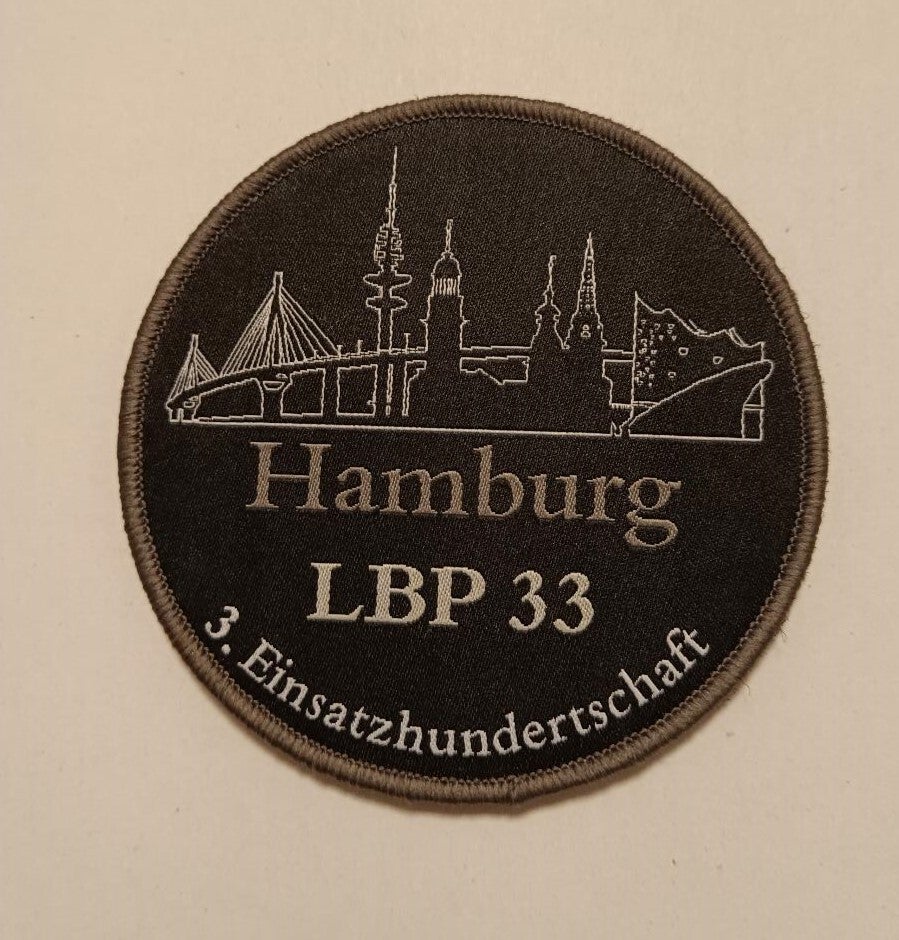 Hamburg
LBP 33
3. Einsatzhundertschaft